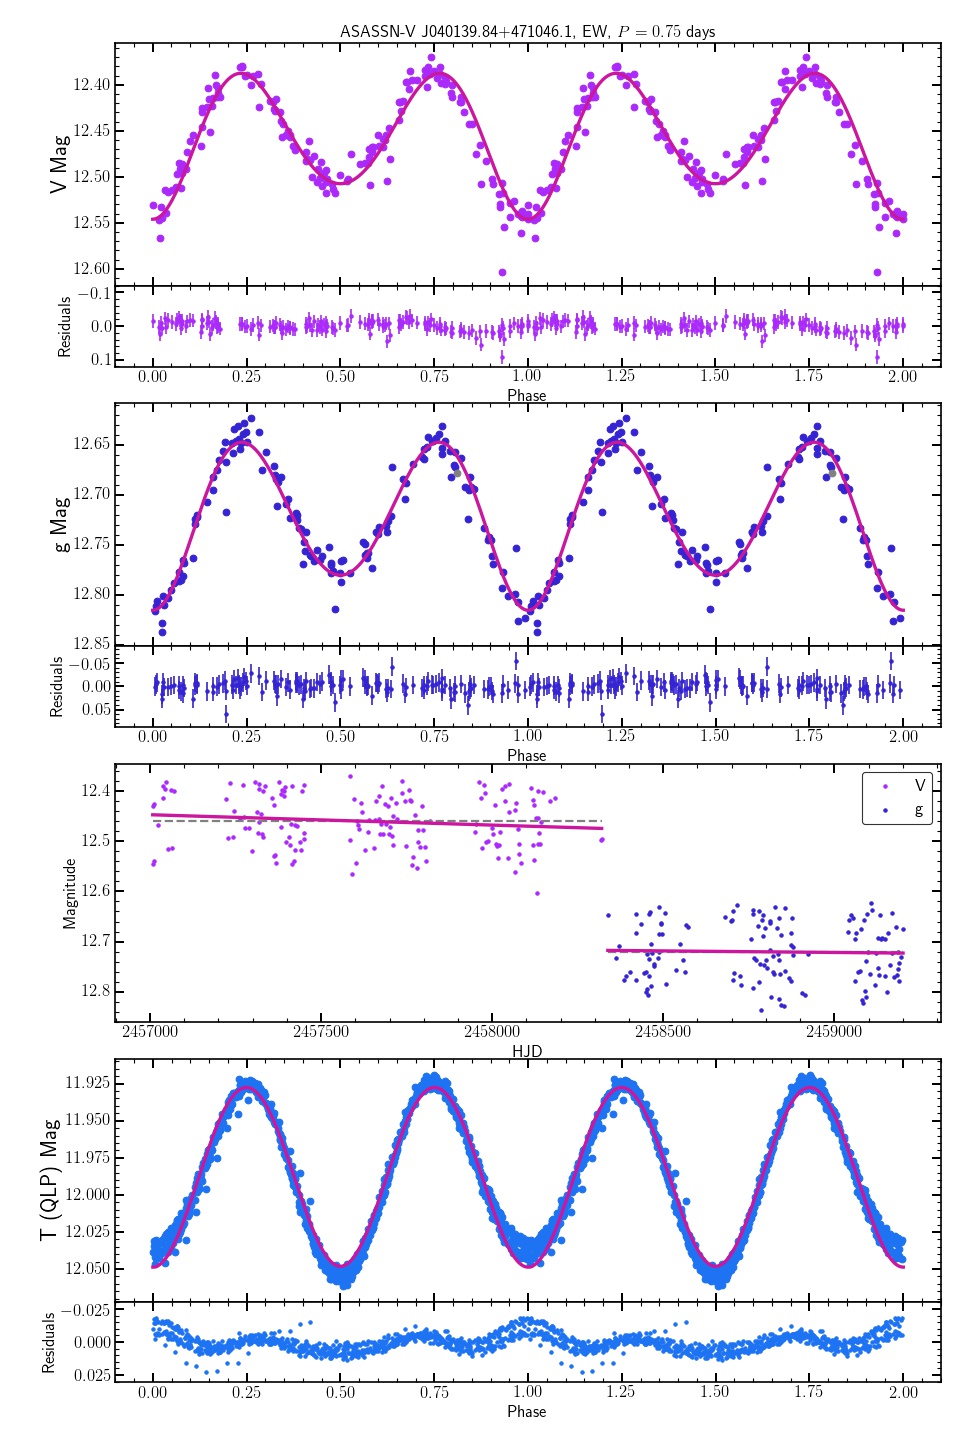 ASASSN-V J040139.84+471046.1, EW, P = 0.75 days
V Mag
12.40
12.45
12.50
12.55
12.60
Residuals
−0.1
0.0
0.1
0.00 0.25 0.50 0.75 1.00 1.25 1.50 1.75 2.00
Phase
g Mag
12.65
12.70
12.75
12.80
12.85
Residuals
−0.05
0.00
0.05
0.00 0.25 0.50 0.75 1.00 1.25 1.50 1.75 2.00
Phase
Magnitude
12.4
12.5
12.6
12.7
12.8
V
g
2457000 2457500 2458000 2458500 2459000
HJD
T (QLP) Mag
11.925
11.950
11.975
12.000
12.025
12.050
Residuals
−0.025
0.000
0.025
0.00 0.25 0.50 0.75 1.00 1.25 1.50 1.75 2.00
Phase